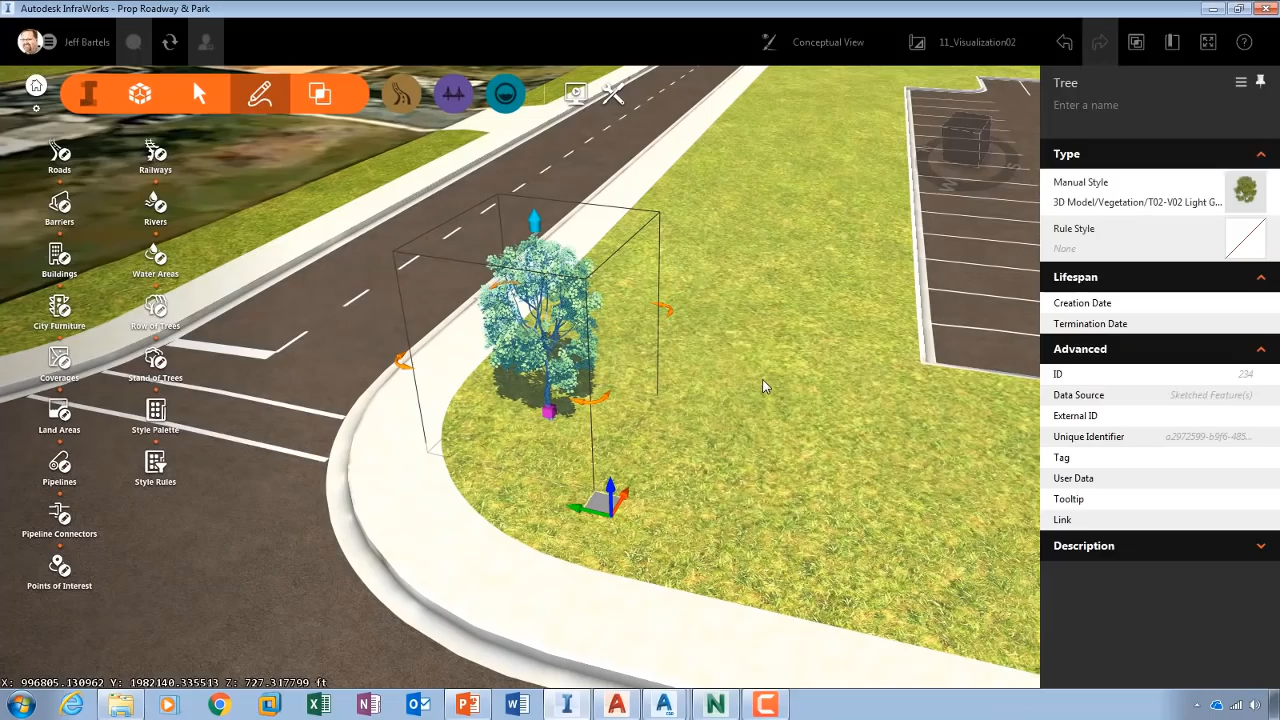 Autodesk InfraWorks - Prop Roadway & Park
Jeff Bartels
Conceptual View
11_Visualization02
Roads
Railways
Barriers
Rivers
Buildings
Water Areas
City Furniture
Row of Trees
Coverages
Stand of Trees
Land Areas
Style Palette
Pipelines
Style Rules
Pipeline Connectors
Points of Interest
W
S
Tree
Enter a name
Type
Manual Style
3D Model/Vegetation/T02-V02 Light G...
Rule Style
None
Lifespan
Creation Date
Termination Date
Advanced
ID 234
Data Source Sketched Feature(s)
External ID
Unique Identifier a2972599-b9f6-485...
Tag
User Data
Tooltip
Link
Description
X: 996805.130962 Y: 1982140.335513 Z: 727.317799 ft